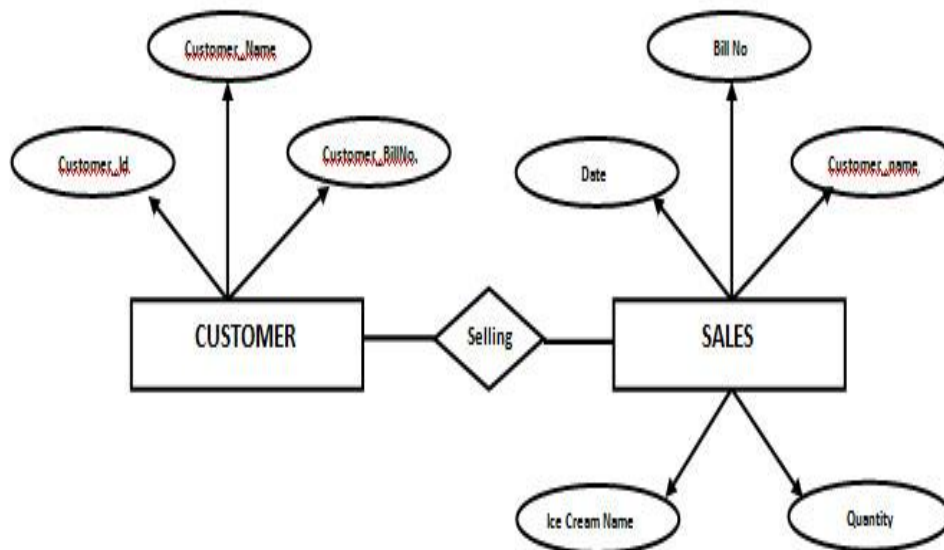 Customer_Name
Bill No
Customer_Id
Customer_BillNo.
Date
Customer_name
CUSTOMER
Selling
SALES
Ice Cream Name
Quantity